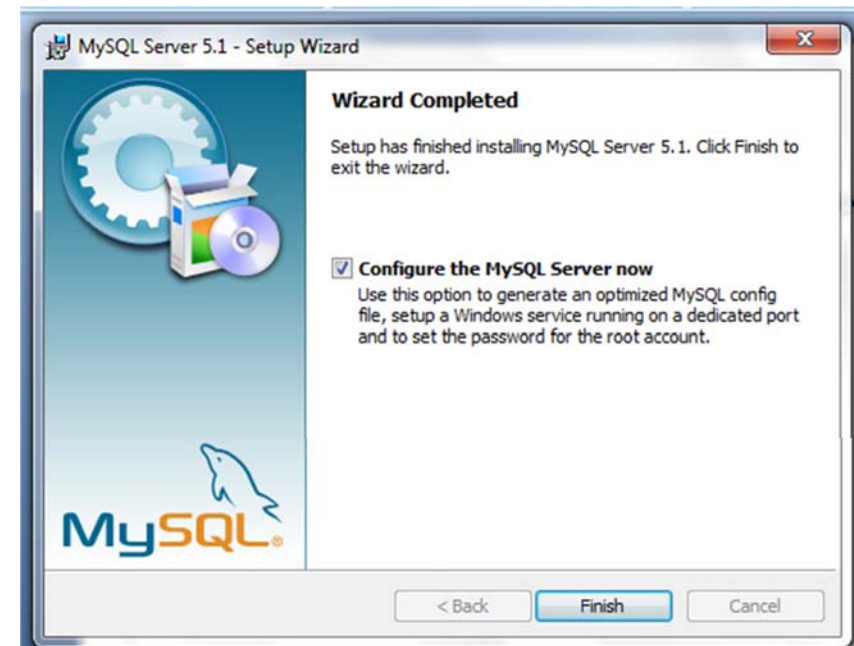 MySQL Server 5.1 - Setup Wizard
Wizard Completed
Setup has finished installing MySQL Server 5.1. Click Finish to
exit the wizard.
Configure the MySQL Server now
Use this option to generate an optimized MySQL config
file, setup a Windows service running on a dedicated port
and to set the password for the root account.
MySQL®
< Back
Finish
Cancel